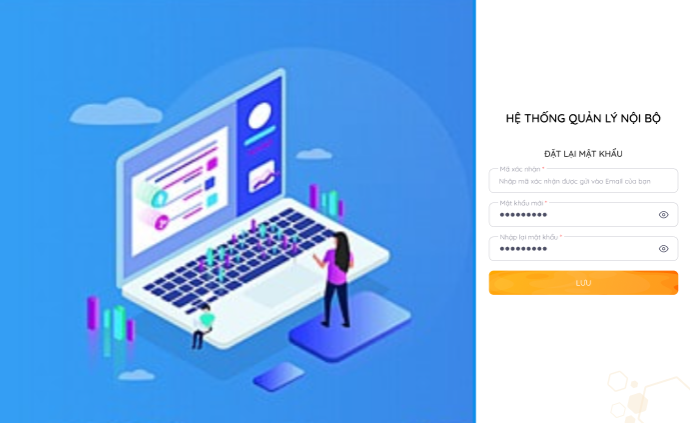 HỆ THỐNG QUẢN LÝ NỘI BỘ
ĐẶT LẠI MẬT KHẨU
Mã xác nhận *
Nhập mã xác nhận được gửi vào Email của bạn
Mật khẩu mới *
Nhập lại mật khẩu *
LƯU